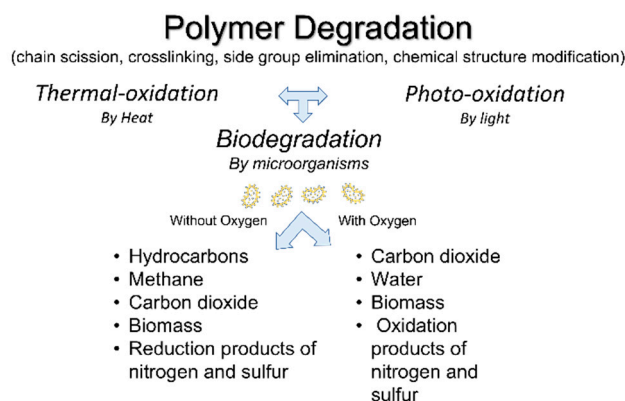 Polymer Degradation
(chain scission, crosslinking, side group elimination, chemical structure modification)
Thermal-oxidation
By Heat
Photo-oxidation
By light
Biodegradation
By microorganisms
Without Oxygen
With Oxygen
• Hydrocarbons
• Methane
• Carbon dioxide
• Biomass
• Reduction products of
nitrogen and sulfur
• Carbon dioxide
• Water
• Biomass
• Oxidation
products of
nitrogen and
sulfur